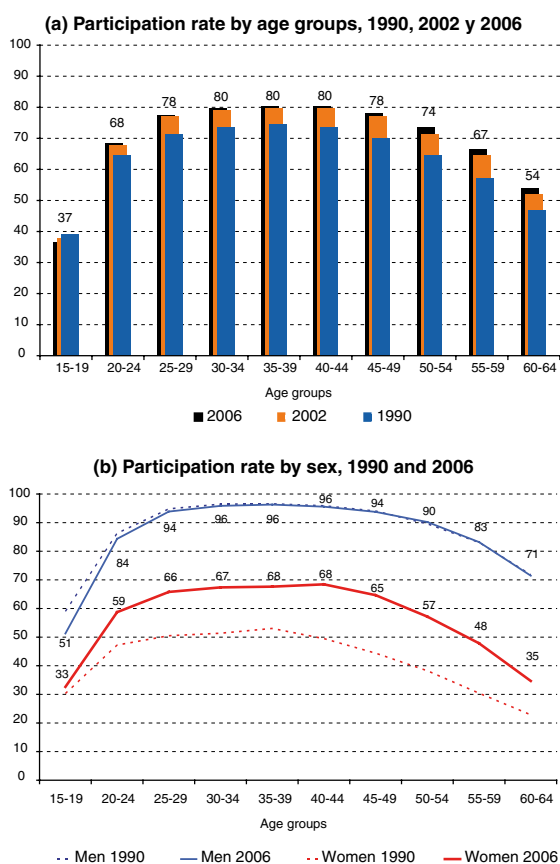 (a) Participation rate by age groups, 1990, 2002 y 2006
100
90
80
70
60
50
40
30
20
10
0
37 68 78 80 80 80 78 74 67 54
15-19 20-24 25-29 30-34 35-39 40-44 45-49 50-54 55-59 60-64
Age groups
2006 2002 1990
(b) Participation rate by sex, 1990 and 2006
100
90
80
70
60
50
40
30
20
10
0
51 84 94 96 96 96 94 90 83 71
33 59 66 67 68 68 65 57 48 35
15-19 20-24 25-29 30-34 35-39 40-44 45-49 50-54 55-59 60-64
Age groups
Men 1990 Men 2006 Women 1990 Women 2006